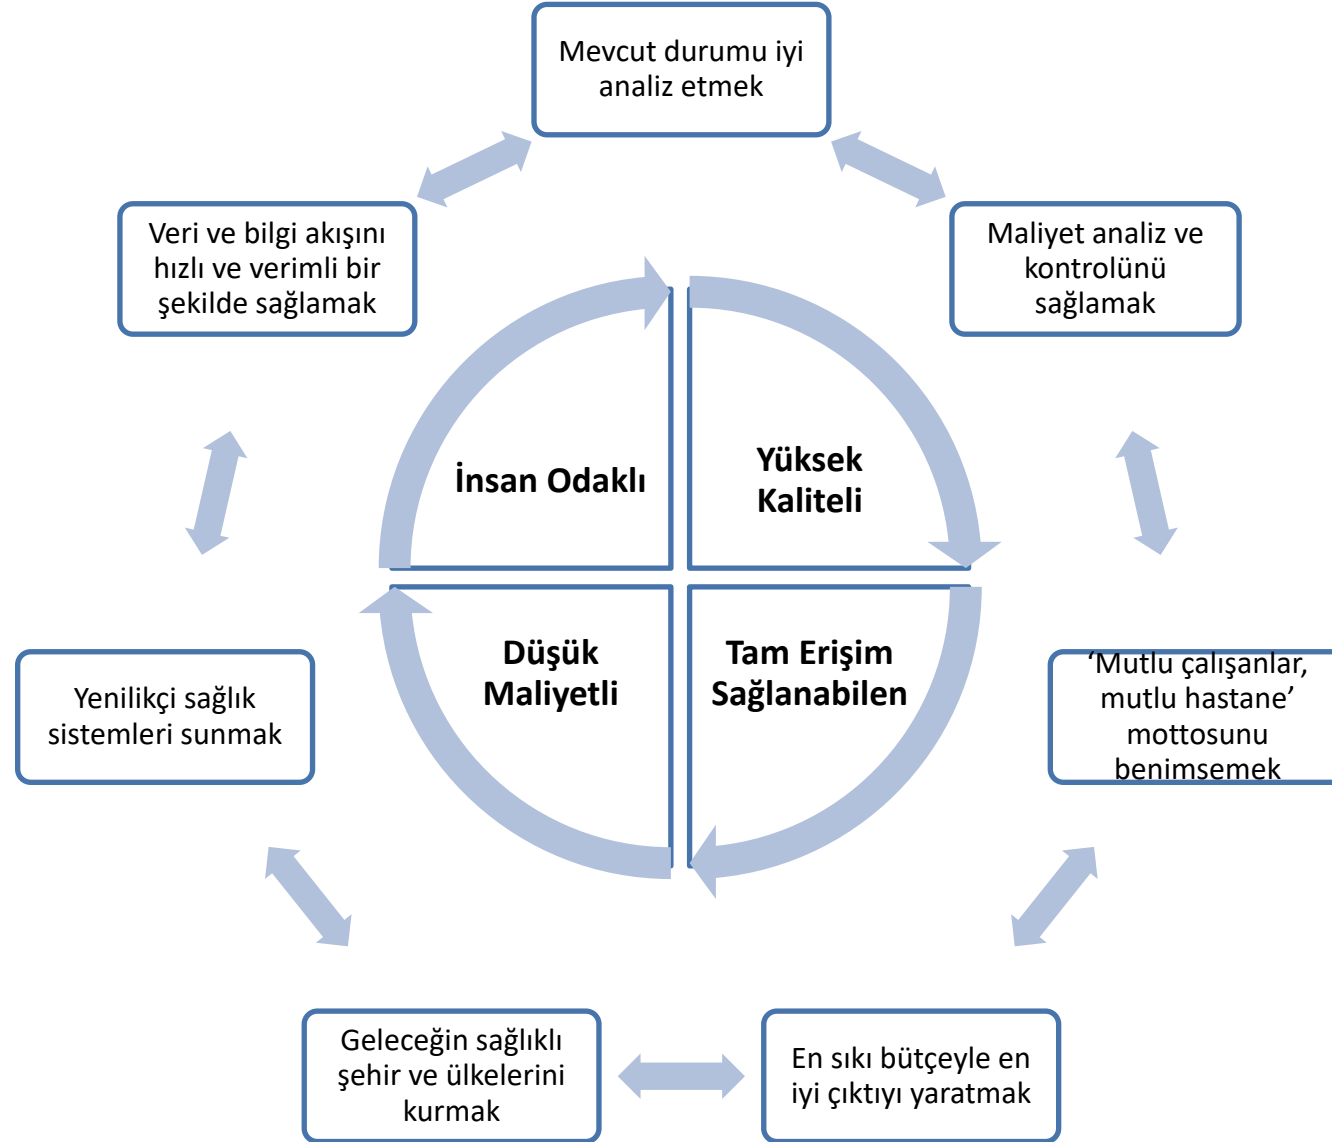 Mevcut durumu iyi
analiz etmek
Veri ve bilgi akışını
hızlı ve verimli bir
şekilde sağlamak
Maliyet analiz ve
kontrolünü
sağlamak
İnsan Odaklı
Yüksek
Kaliteli
Düşük
Maliyetli
Tam Erişim
Sağlanabilen
Yenilikçi sağlık
sistemleri sunmak
‘Mutlu çalışanlar,
mutlu hastane’
mottosunu
benimsemek
Geleceğin sağlıklı
şehir ve ülkelerini
kurmak
En sıkı bütçeyle en
iyi çıktıyı yaratmak